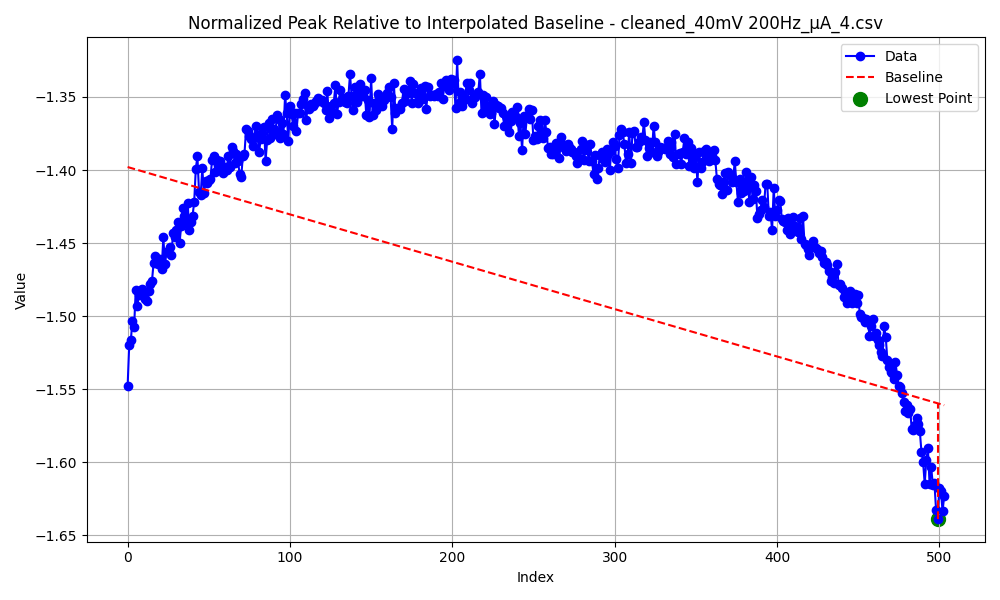 Normalized Peak Relative to Interpolated Baseline - cleaned_40mV 200Hz_μA_4.csv
Data
Baseline
Lowest Point
Value
−1.35
−1.40
−1.45
−1.50
−1.55
−1.60
−1.65
0 100 200 300 400 500
Index